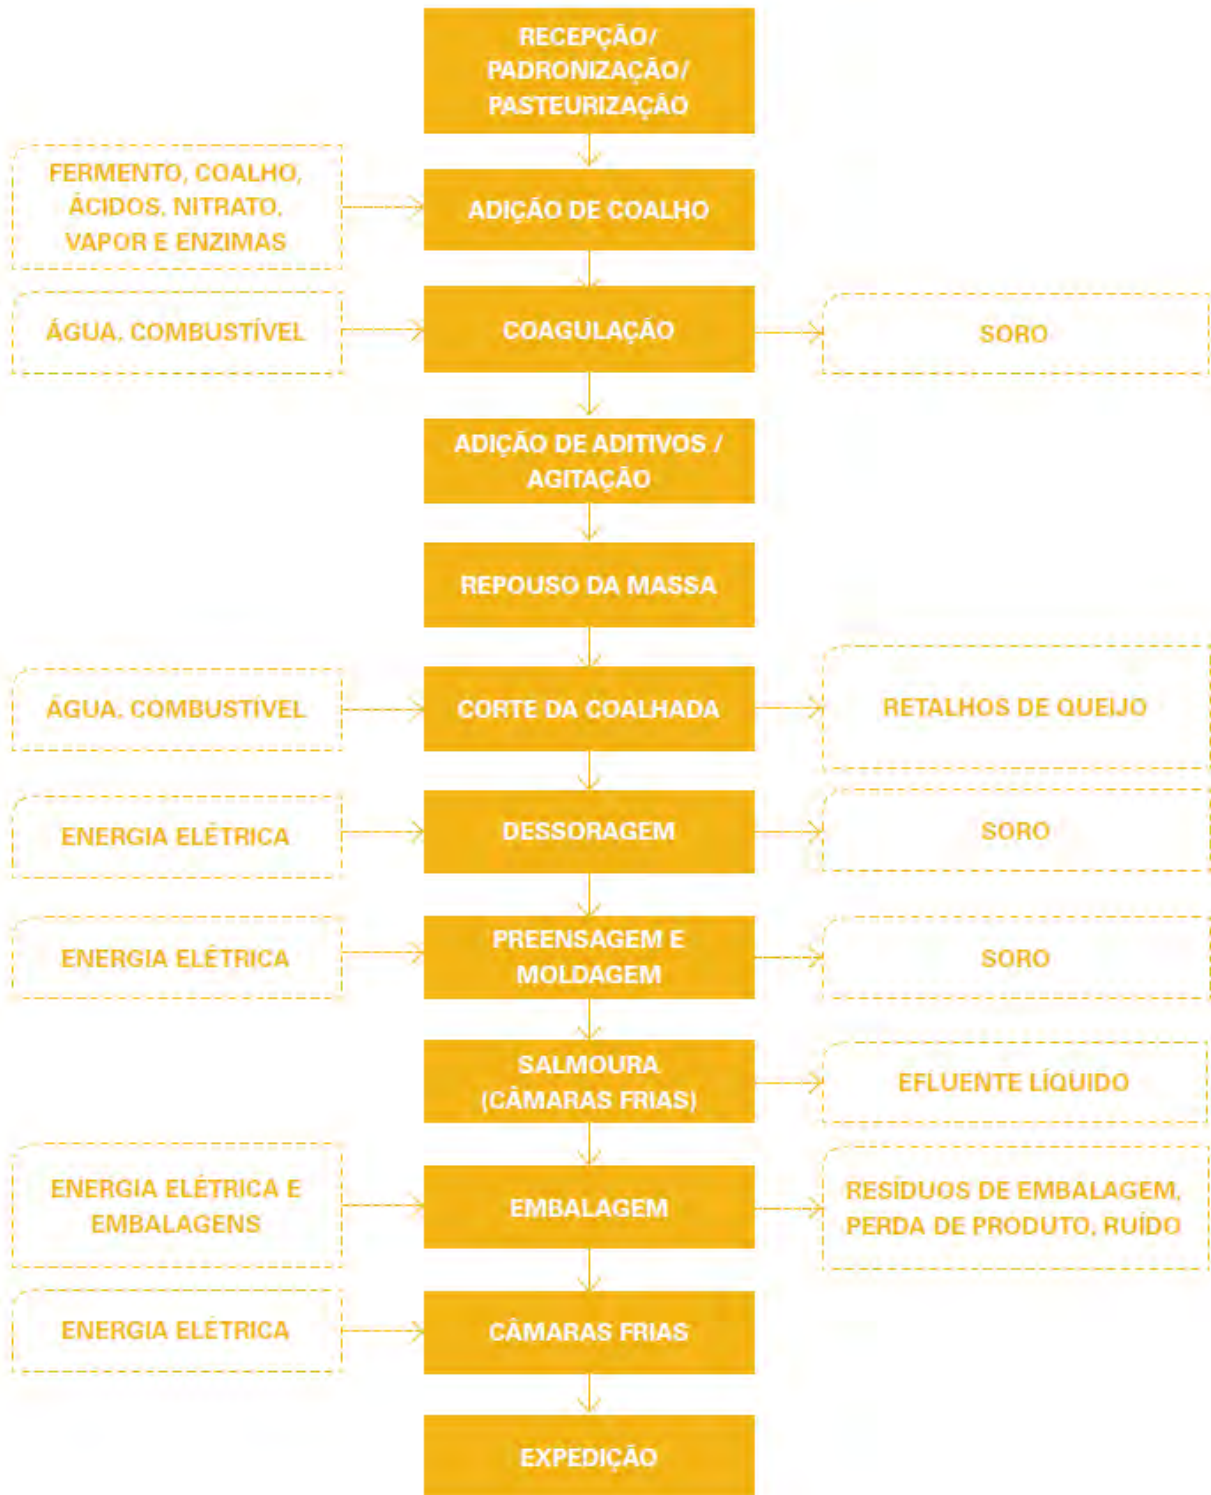 RECEPÇÃO/
PADRONIZAÇÃO/
PASTEURIZAÇÃO
FERMENTO, COALHO,
ÁCIDOS, NITRATO,
VAPOR E ENZIMAS
ADIÇÃO DE COALHO
ÁGUA, COMBUSTÍVEL
COAGULAÇÃO
SORO
ADIÇÃO DE ADITIVOS /
AGITAÇÃO
REPOUSO DA MASSA
ÁGUA, COMBUSTÍVEL
CORTE DA COALHADA
RETALHOS DE QUEIJO
ENERGIA ELÉTRICA
DESSORAGEM
SORO
ENERGIA ELÉTRICA
PREENSAGEM E
MOLDAGEM
SORO
SALMOURA
(CÂMARAS FRIAS)
EFLUENTE LÍQUIDO
ENERGIA ELÉTRICA E
EMBALAGENS
EMBALAGEM
RESÍDUOS DE EMBALAGEM,
PERDA DE PRODUTO, RUÍDO
ENERGIA ELÉTRICA
CÂMARAS FRIAS
EXPEDIÇÃO